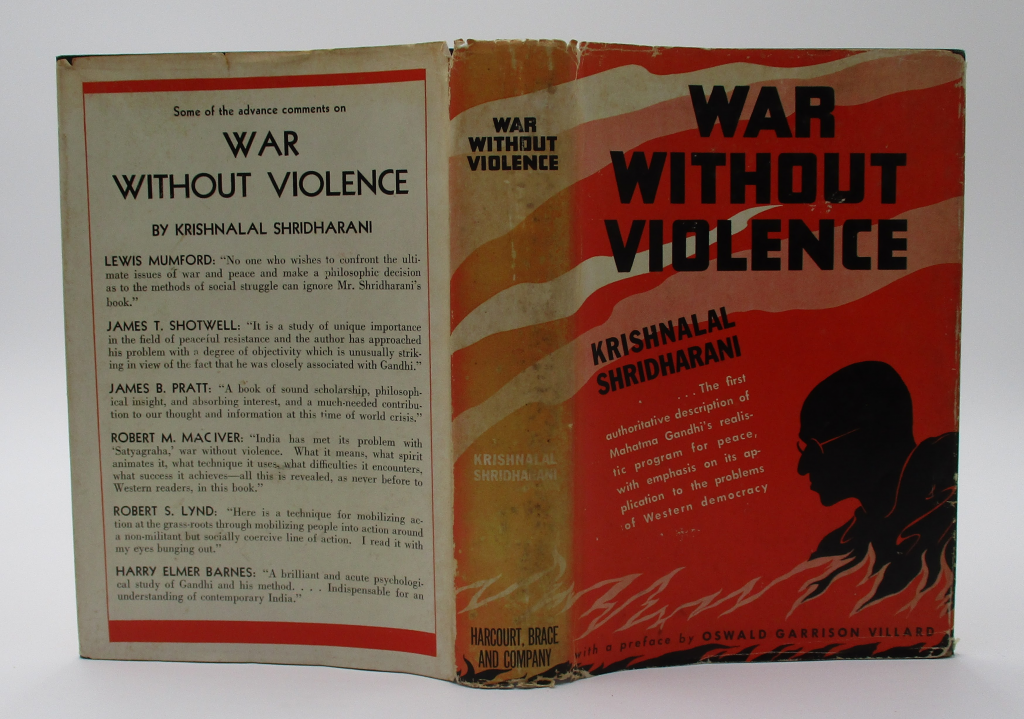 Some of the advance comments on
WAR
WITHOUT VIOLENCE
BY KRISHNALAL SHRIDHARANI
LEWIS MUMFORD: "No one who wishes to confront the ulti-
mate issues of war and peace and make a philosophic decision
as to the methods of social struggle can ignore Mr. Shridharani's
book."
JAMES T. SHOTWELL: "It is a study of unique importance
in the field of peaceful resistance and the author has approached
his problem with a degree of objectivity which is unusually strik-
ing in view of the fact that he was closely associated with Gandhi."
JAMES B. PRATT: "A book of sound scholarship, philosoph-
ical insight, and absorbing interest, and a much-needed contribu-
tion to our thought and information at this time of world crisis."
ROBERT M. MACIVER: "India has met its problem with
'Satyagraha,' war without violence. What it means, what spirit
animates it, what technique it uses, what difficulties it encounters,
what success it achieves—all this is revealed, as never before to
Western readers, in this book."
ROBERT S. LYND: "Here is a technique for mobilizing ac-
tion at the grass-roots through mobilizing people into action around
a non-militant but socially coercive line of action. I read it with
my eyes bunging out."
HARRY ELMER BARNES: "A brilliant and acute psychologi-
cal study of Gandhi and his method. . . . Indispensable for an
understanding of contemporary India."
WAR
WITHOUT
VIOLENCE
KRISHNALAL
SHRIDHARANI
HARCOURT, BRACE
AND COMPANY
WAR
WITHOUT
VIOLENCE
KRISHNALAL
SHRIDHARANI
. . . The first
authoritative description of
Mahatma Gandhi's realis-
tic program for peace,
with emphasis on its ap-
plication to the problems
of Western democracy
with a preface by OSWALD GARRISON VILLARD